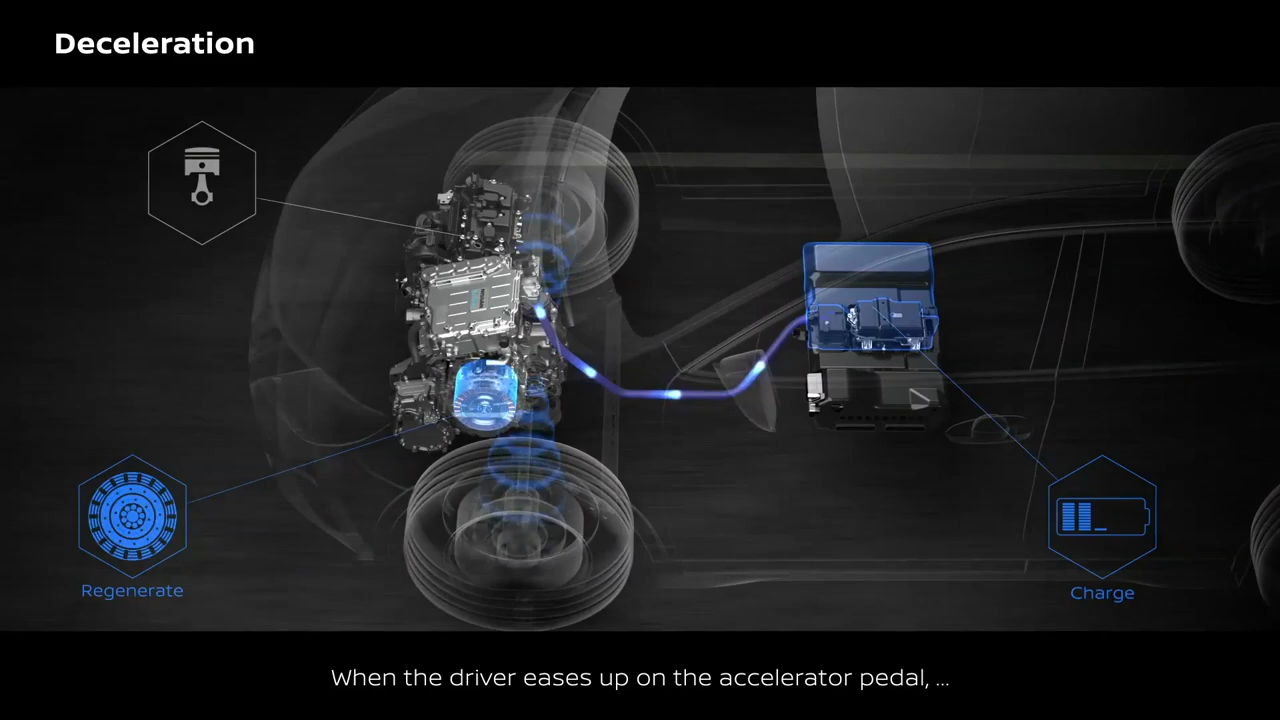 Deceleration
Regenerate
Charge
When the driver eases up on the accelerator pedal, ...